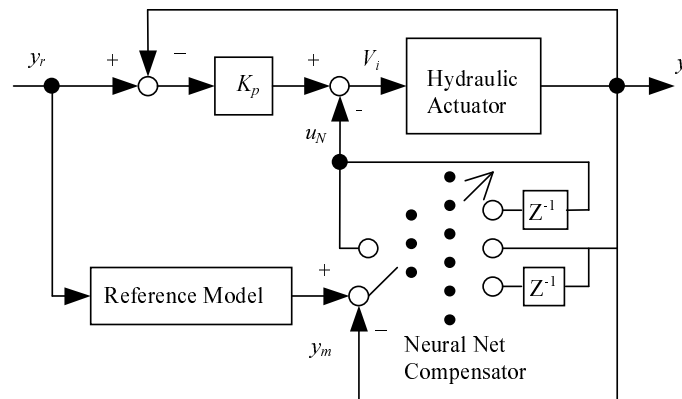 y_r + − K_p + V_i Hydraulic Actuator y
-
u_N
Z^-1
Reference Model + Z^-1
−
y_m Neural Net
Compensator